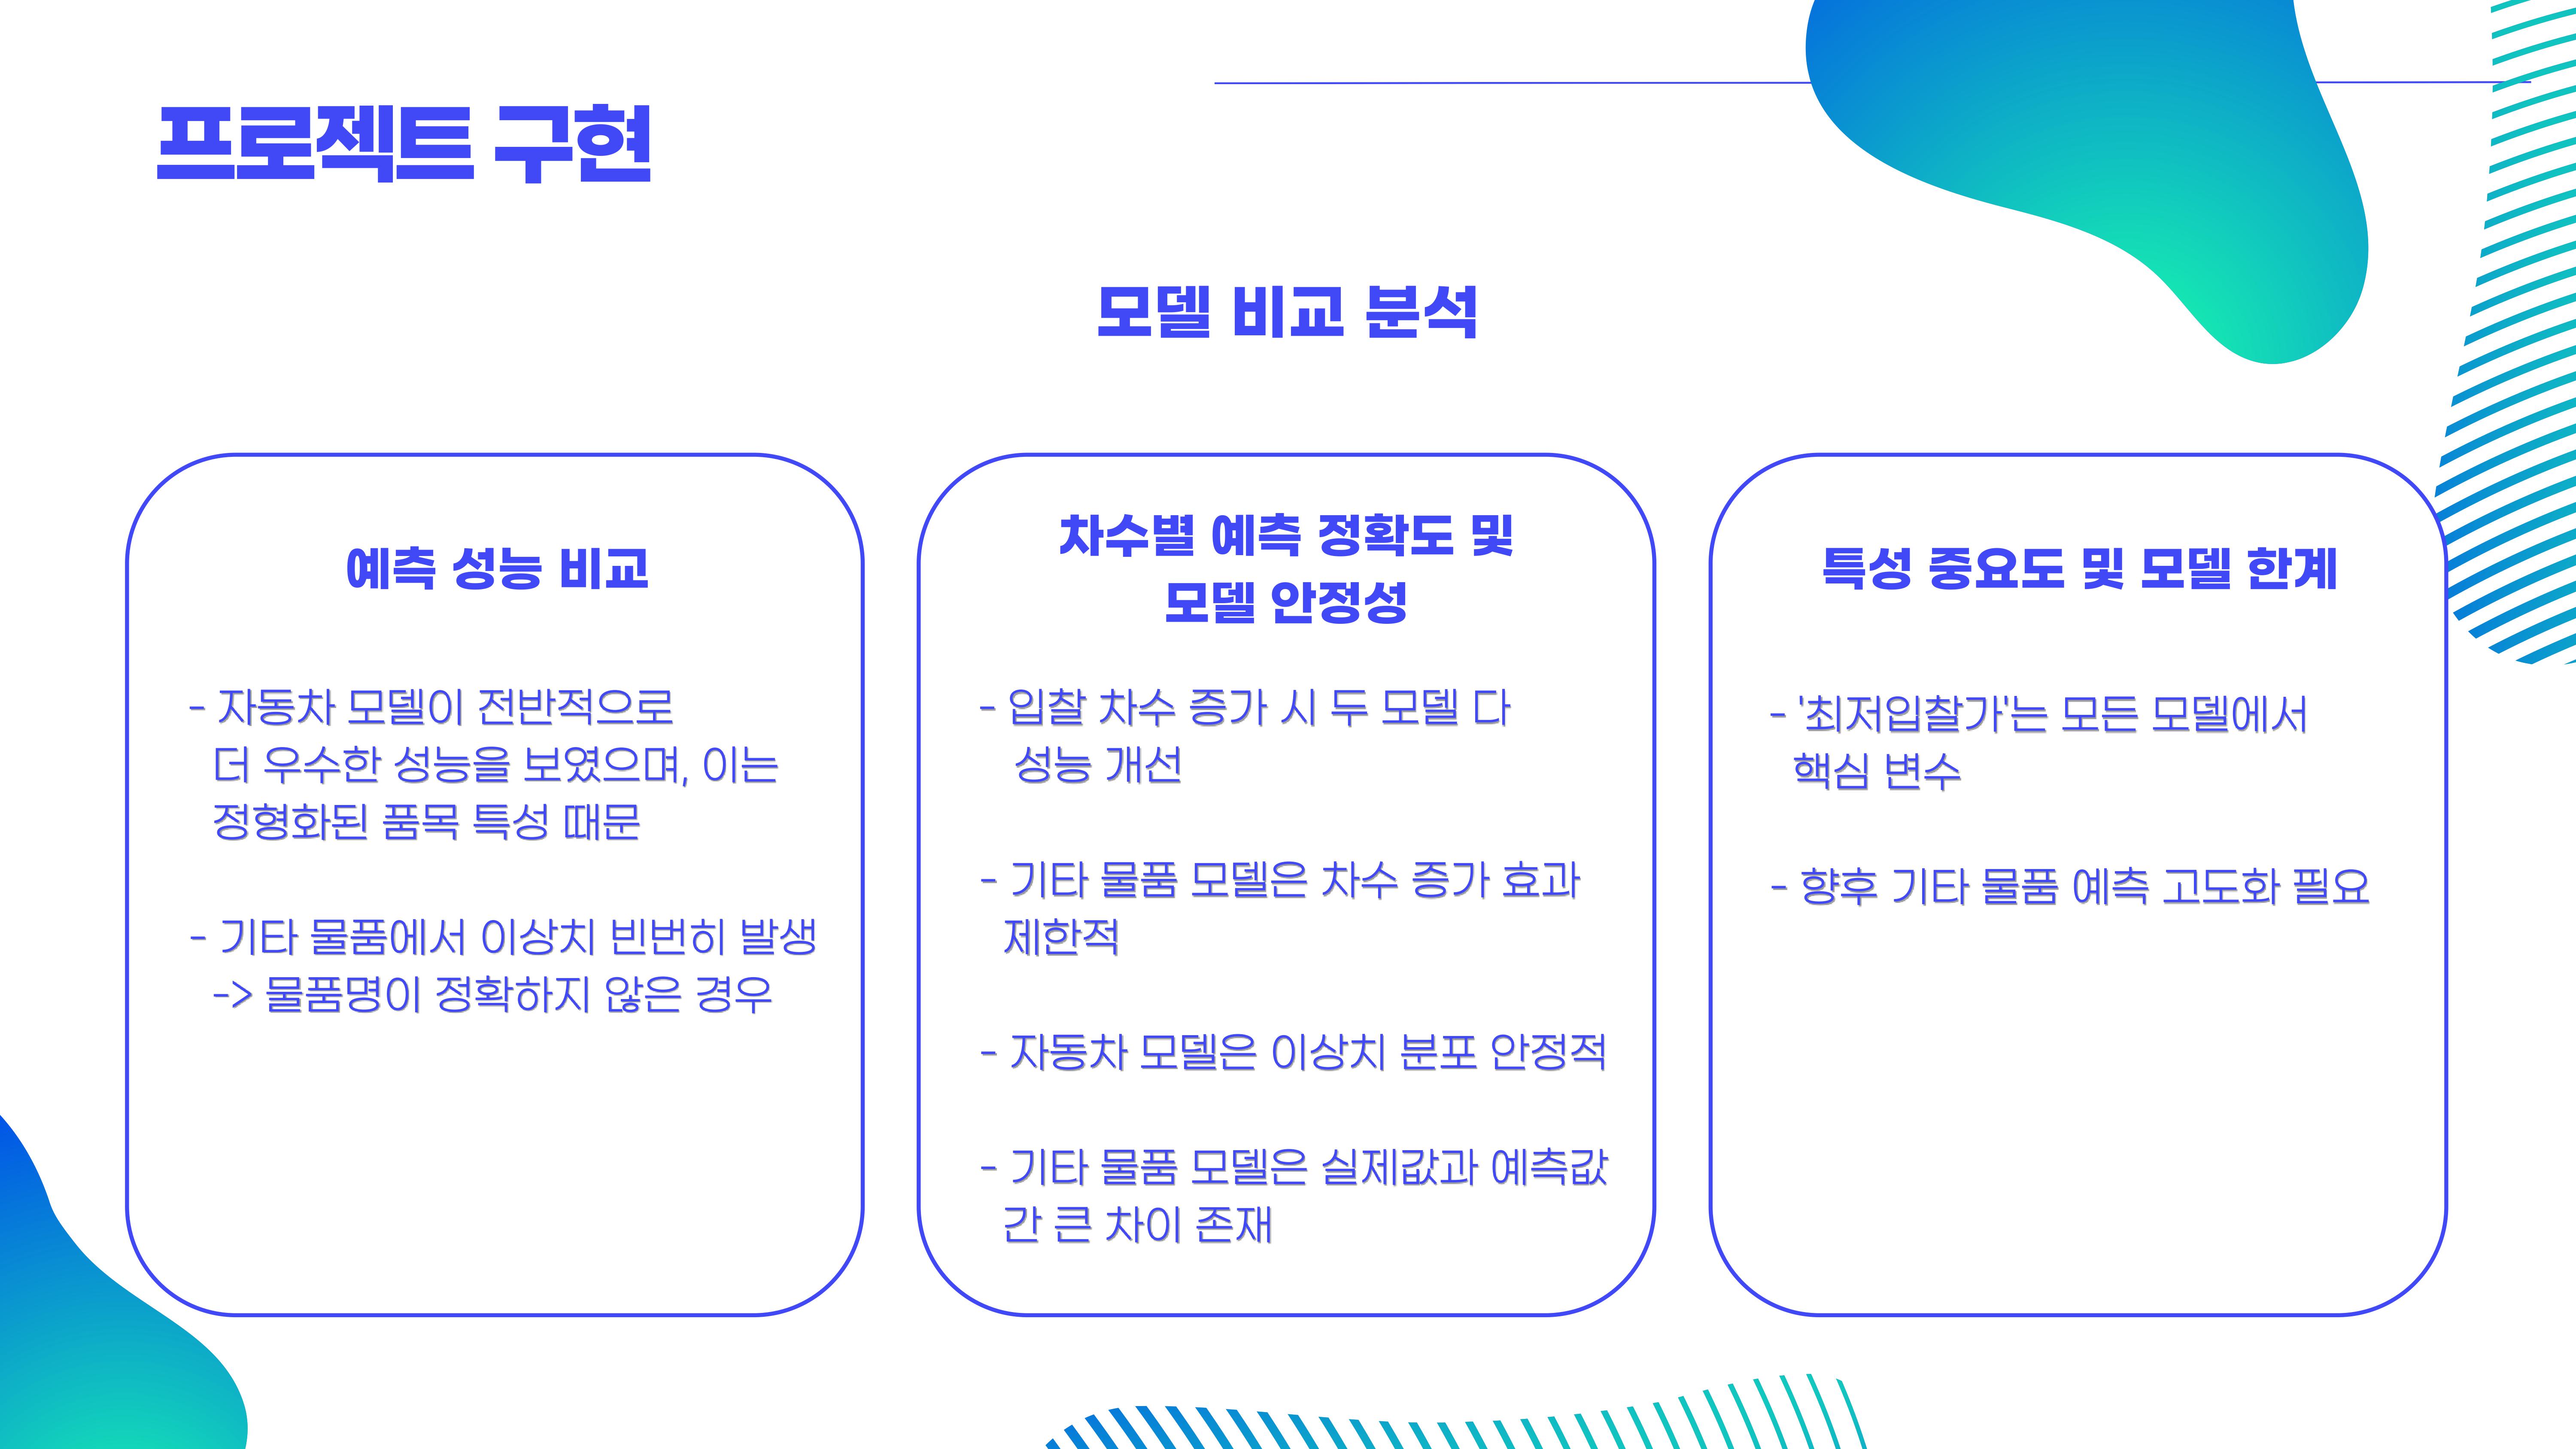 프로젝트 구현
모델 비교 분석
예측 성능 비교
- 자동차 모델이 전반적으로
더 우수한 성능을 보였으며, 이는
정형화된 품목 특성 때문
- 기타 물품에서 이상치 빈번히 발생
-> 물품명이 정확하지 않은 경우
차수별 예측 정확도 및
모델 안정성
- 입찰 차수 증가 시 두 모델 다
성능 개선
- 기타 물품 모델은 차수 증가 효과
제한적
- 자동차 모델은 이상치 분포 안정적
- 기타 물품 모델은 실제값과 예측값
간 큰 차이 존재
특성 중요도 및 모델 한계
- '최저입찰가'는 모든 모델에서
핵심 변수
- 향후 기타 물품 예측 고도화 필요